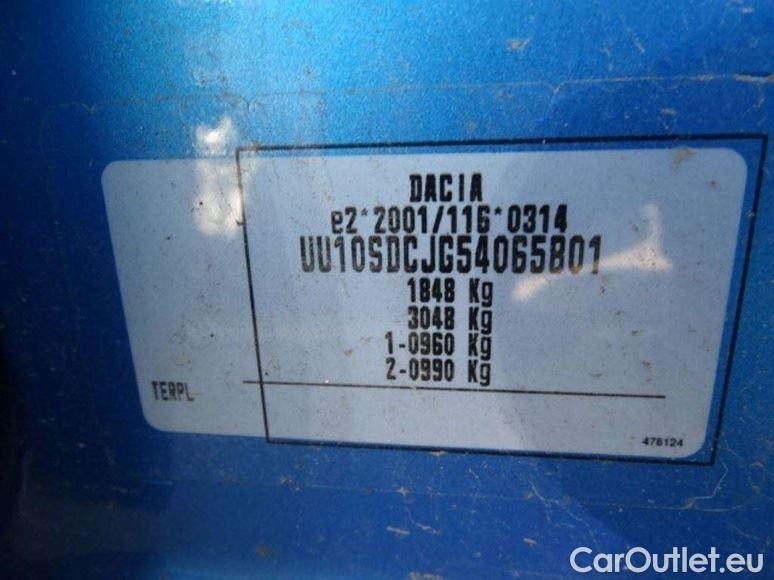 DACIA
e2*2001/116*0314
UU10SDCJG54065801
1848 Kg
3048 Kg
1-0960 Kg
2-0990 Kg
TERPL
476124
CarOutlet.eu